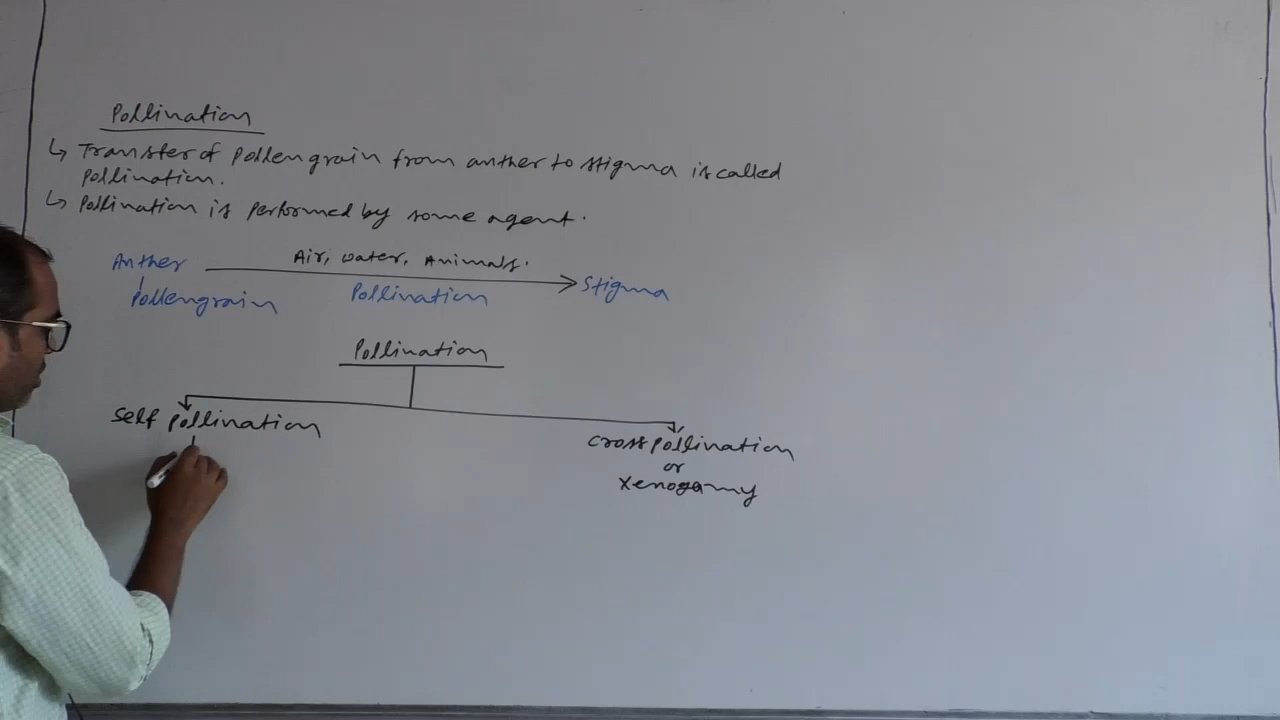 Pollination
↳ Transfer of pollengrain from anther to stigma is called
pollination.
↳ Pollination is performed by some agent.
Anther
Air, water, Animals.
Stigma
Pollengrain
Pollination
Pollination
Self pollination
Cross pollination
or
Xenogamy